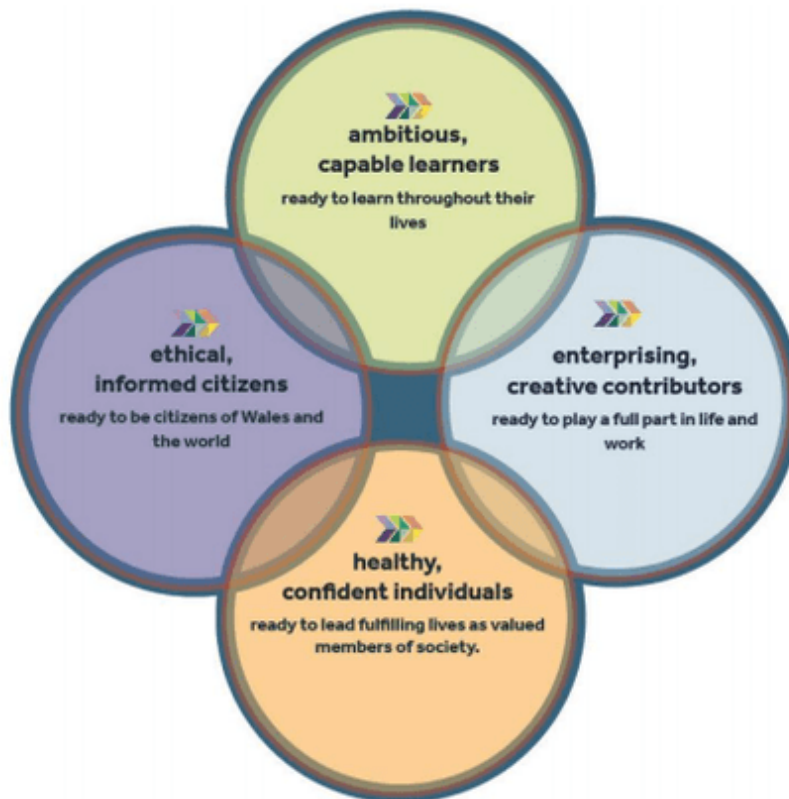 ambitious,
capable learners
ready to learn throughout their
lives
ethical,
informed citizens
ready to be citizens of Wales and
the world
enterprising,
creative contributors
ready to play a full part in life and
work
healthy,
confident individuals
ready to lead fulfilling lives as valued
members of society.